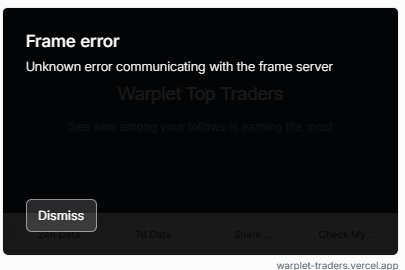 Frame error
Unknown error communicating with the frame server
Warplet Top Traders
See who among your follows is earning the most
Dismiss
24h Data
7d Data
Share ...
Check My ...
warplet-traders.vercel.app